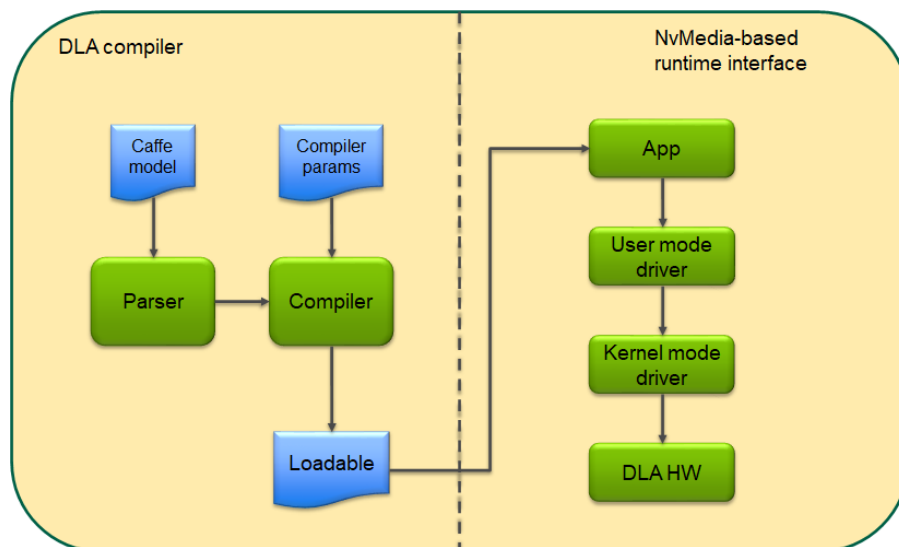 DLA compiler
NvMedia-based
runtime interface
Caffe
model
Compiler
params
Parser
Compiler
Loadable
App
User mode
driver
Kernel mode
driver
DLA HW